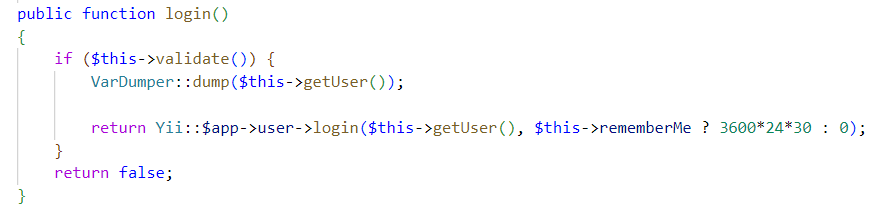 public function login()
{
if ($this->validate()) {
VarDumper::dump($this->getUser());
return Yii::$app->user->login($this->getUser(), $this->rememberMe ? 3600*24*30 : 0);
}
return false;
}